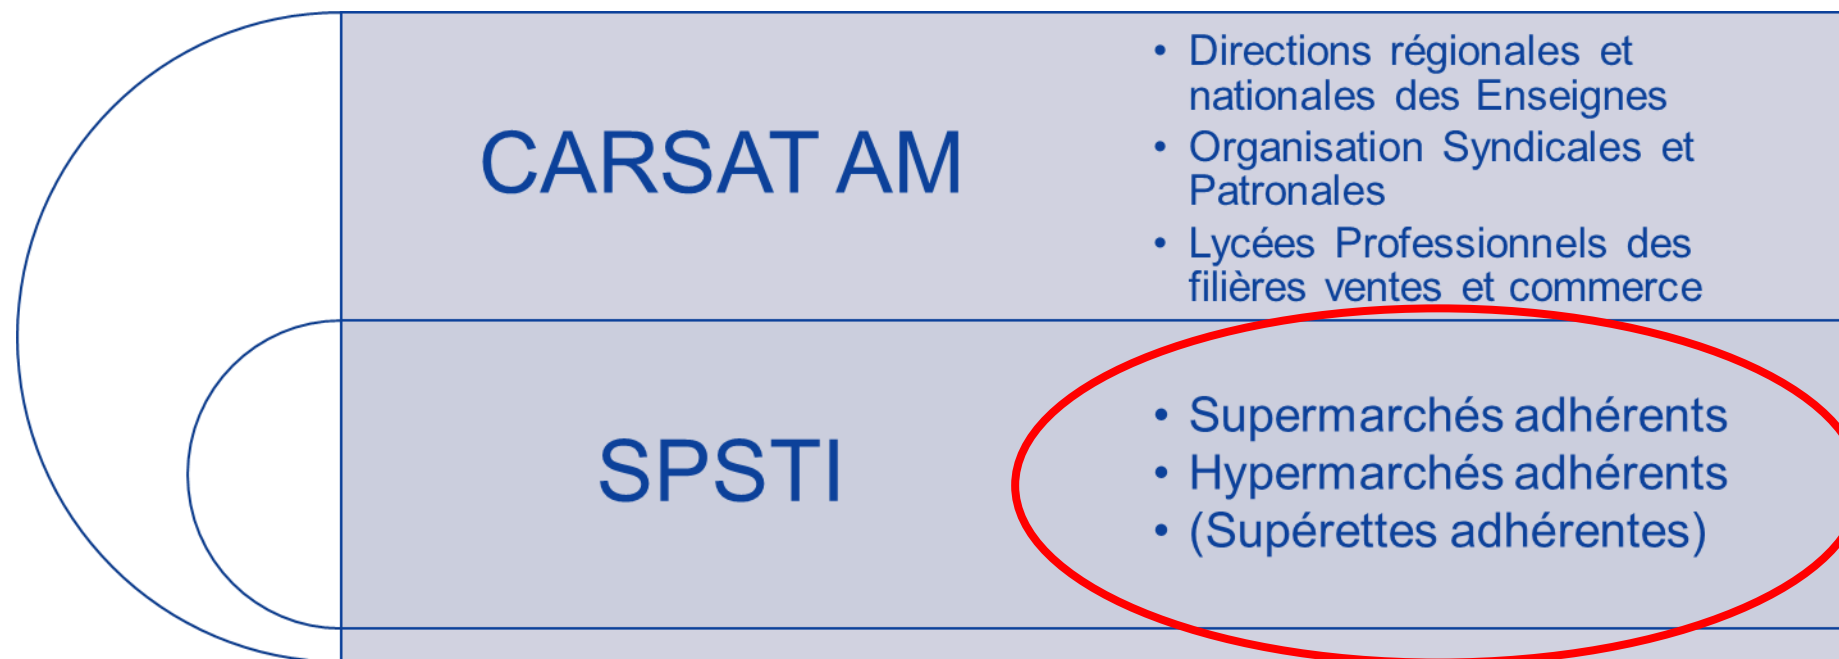 CARSAT AM
• Directions régionales et
nationales des Enseignes
• Organisation Syndicales et
Patronales
• Lycées Professionnels des
filières ventes et commerce
SPSTI
• Supermarchés adhérents
• Hypermarchés adhérents
• (Supérettes adhérentes)